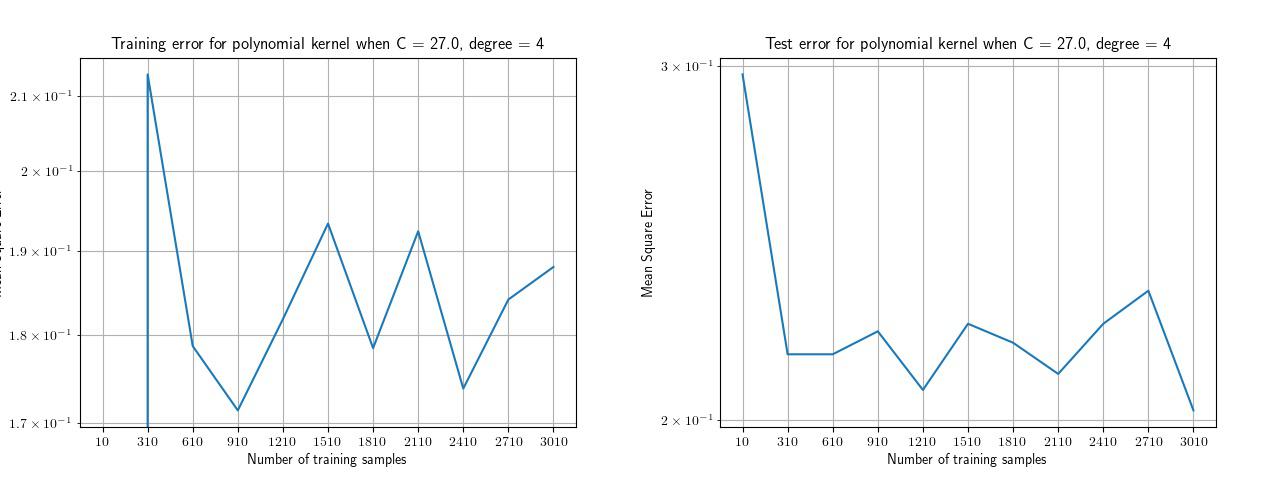 Training error for polynomial kernel when C = 27.0, degree = 4
2.1 × 10⁻¹
2 × 10⁻¹
1.9 × 10⁻¹
1.8 × 10⁻¹
1.7 × 10⁻¹
10 310 610 910 1210 1510 1810 2110 2410 2710 3010
Number of training samples
Test error for polynomial kernel when C = 27.0, degree = 4
Mean Square Error
3 × 10⁻¹
2 × 10⁻¹
10 310 610 910 1210 1510 1810 2110 2410 2710 3010
Number of training samples